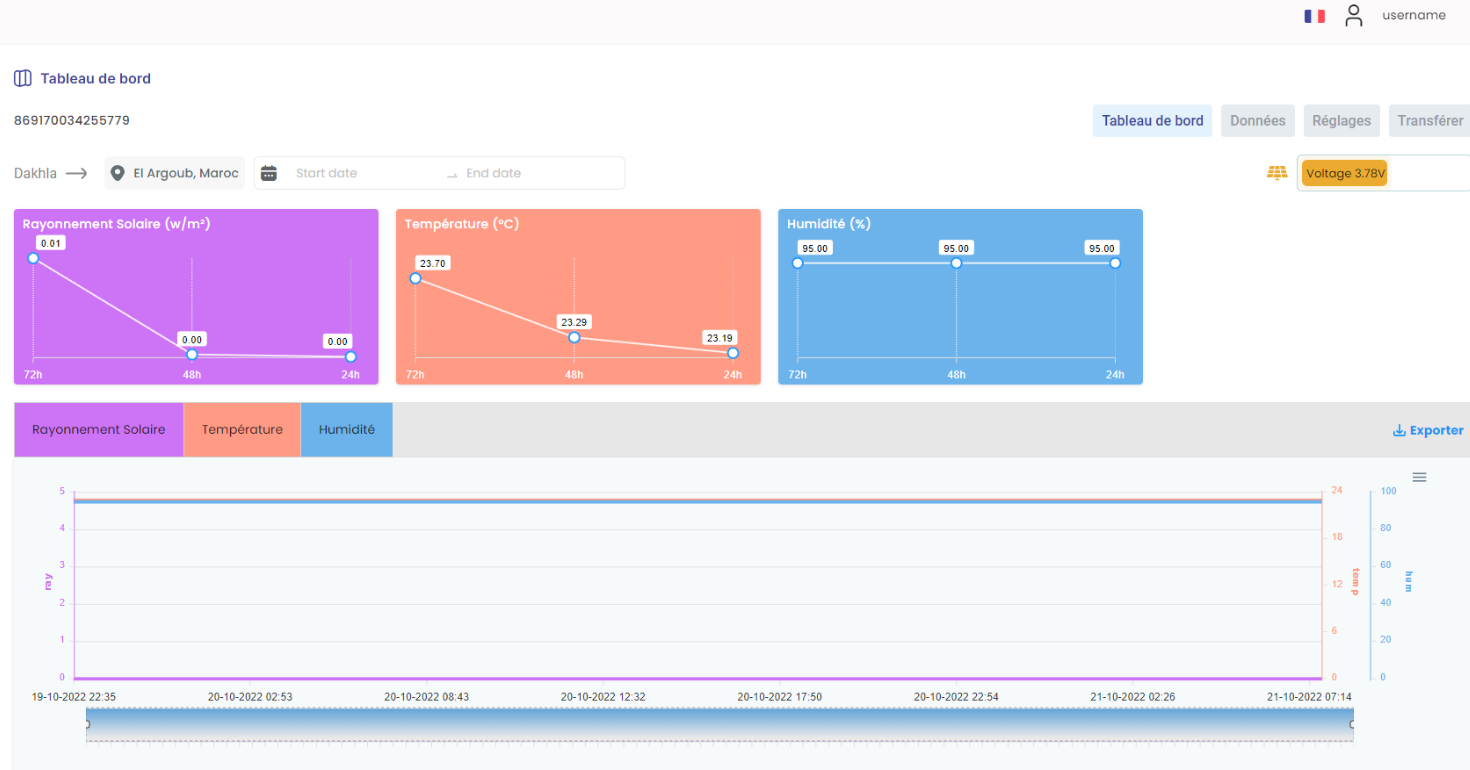 username
Tableau de bord
869170034255779
Tableau de bord Données Réglages Transférer
Dakhla El Argoub, Maroc Start date End date Voltage 3.78V
Rayonnement Solaire (w/m²)
0.01
0.00
0.00
72h 48h 24h
Température (°C)
23.70
23.29
23.19
72h 48h 24h
Humidité (%)
95.00 95.00 95.00
72h 48h 24h
Rayonnement Solaire Température Humidité Exporter
5 24 100
4 80
18
3 60
ray temp hum
12
2 40
1 20
6
0 0 0
19-10-2022 22:35 20-10-2022 02:53 20-10-2022 08:43 20-10-2022 12:32 20-10-2022 17:50 20-10-2022 22:54 21-10-2022 02:26 21-10-2022 07:14